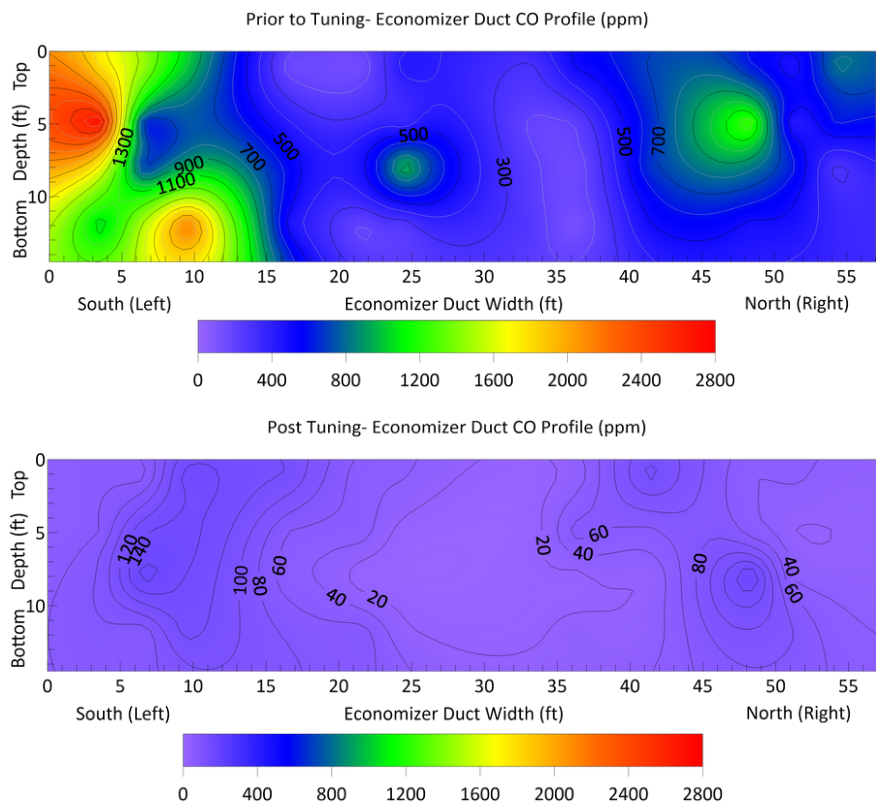 Prior to Tuning- Economizer Duct CO Profile (ppm)
0
5
10
Bottom Depth (ft) Top
1300
900
1100
700
500
500
300
500
700
0 5 10 15 20 25 30 35 40 45 50 55
South (Left) Economizer Duct Width (ft) North (Right)
0 400 800 1200 1600 2000 2400 2800
Post Tuning- Economizer Duct CO Profile (ppm)
0
5
10
Bottom Depth (ft) Top
120
140
100
80
60
40
20
20
40
60
80
40
60
0 5 10 15 20 25 30 35 40 45 50 55
South (Left) Economizer Duct Width (ft) North (Right)
0 400 800 1200 1600 2000 2400 2800